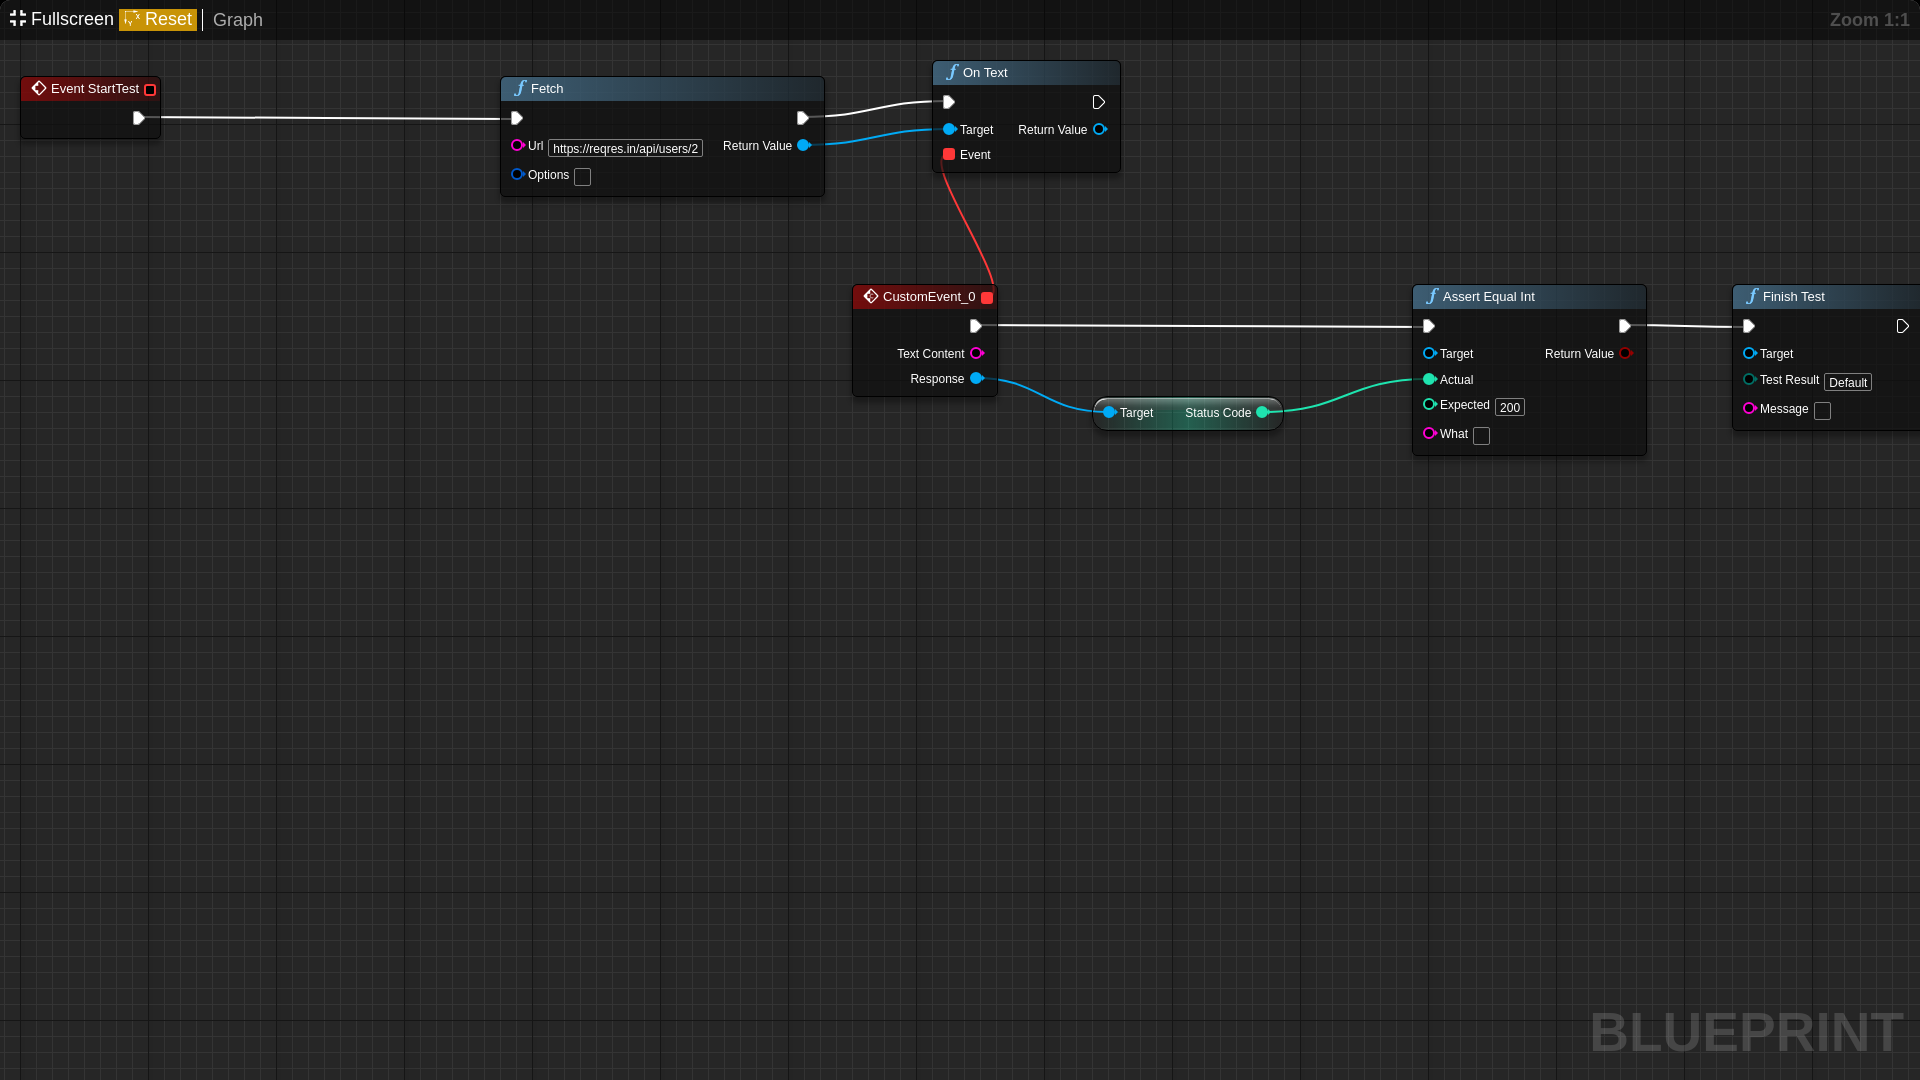 Fullscreen Reset Graph Zoom 1:1
Event StartTest
Fetch
Url https://reqres.in/api/users/2 Return Value
Options
On Text
Target Return Value
Event
CustomEvent_0
Text Content
Response
Target Status Code
Assert Equal Int
Target Return Value
Actual
Expected 200
What
Finish Test
Target
Test Result Default
Message
BLUEPRINT